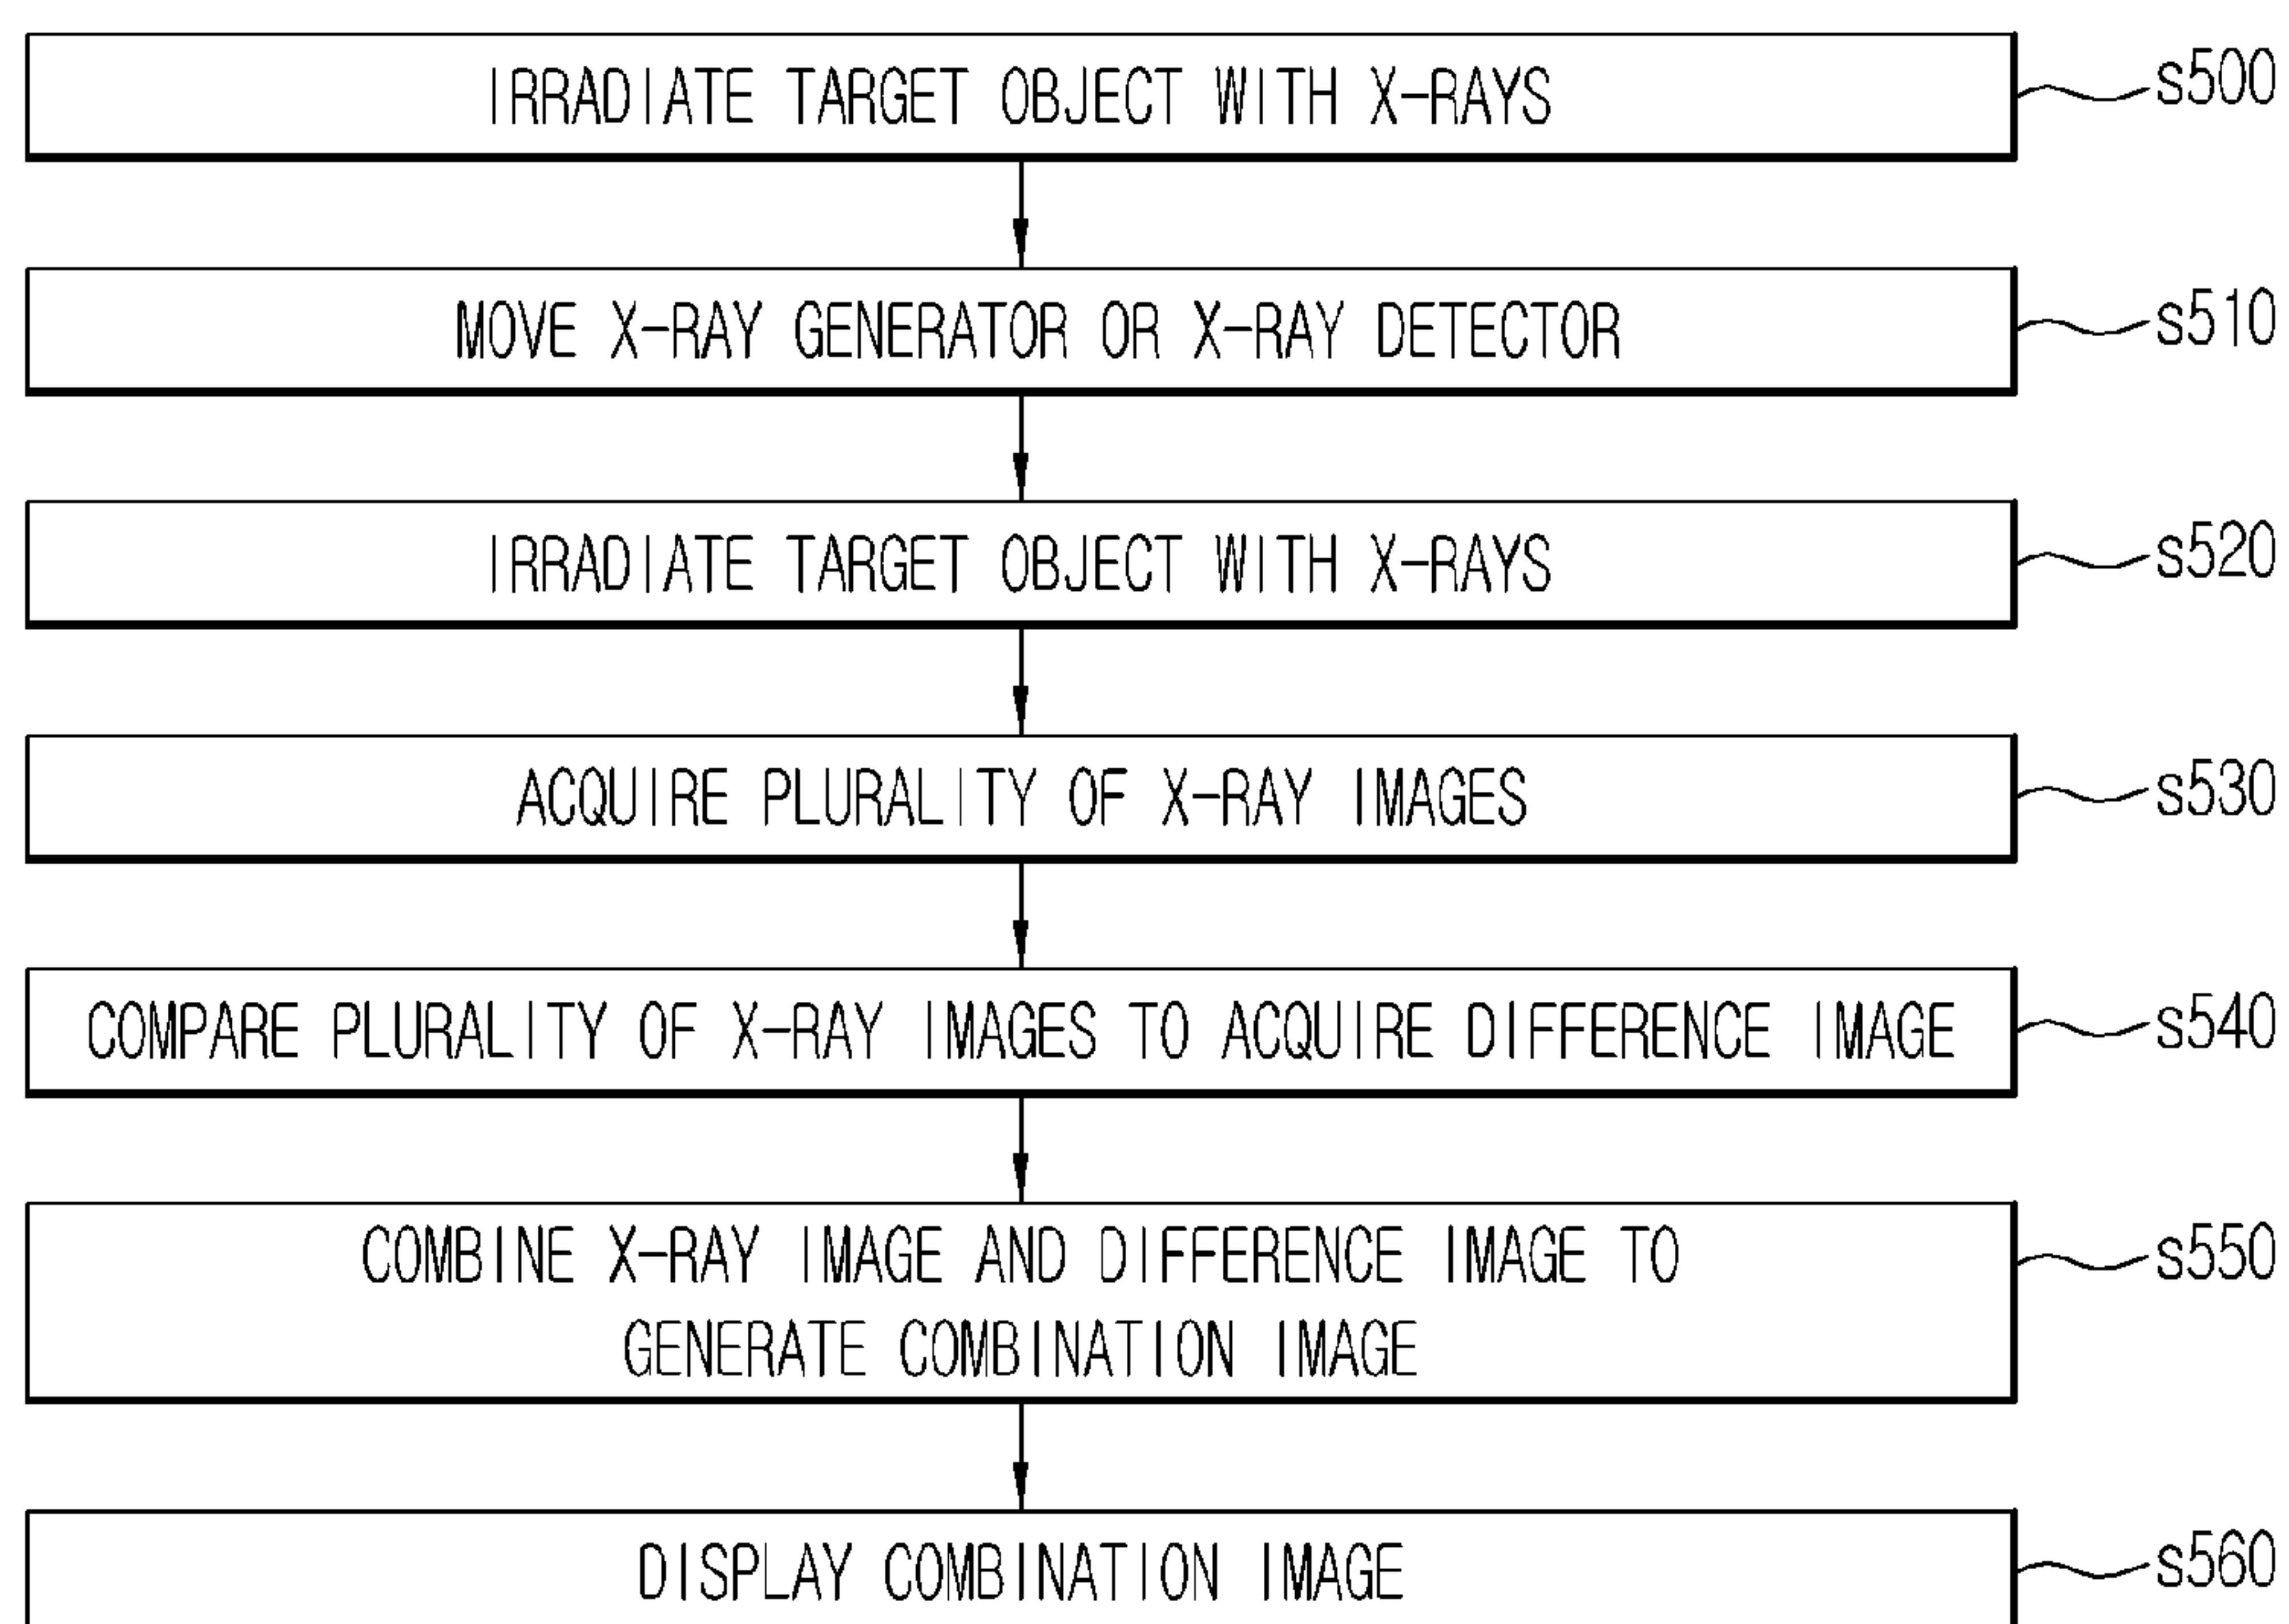 IRRADIATE TARGET OBJECT WITH X-RAYS s500
MOVE X-RAY GENERATOR OR X-RAY DETECTOR s510
IRRADIATE TARGET OBJECT WITH X-RAYS s520
ACQUIRE PLURALITY OF X-RAY IMAGES s530
COMPARE PLURALITY OF X-RAY IMAGES TO ACQUIRE DIFFERENCE IMAGE s540
COMBINE X-RAY IMAGE AND DIFFERENCE IMAGE TO s550
GENERATE COMBINATION IMAGE
DISPLAY COMBINATION IMAGE s560